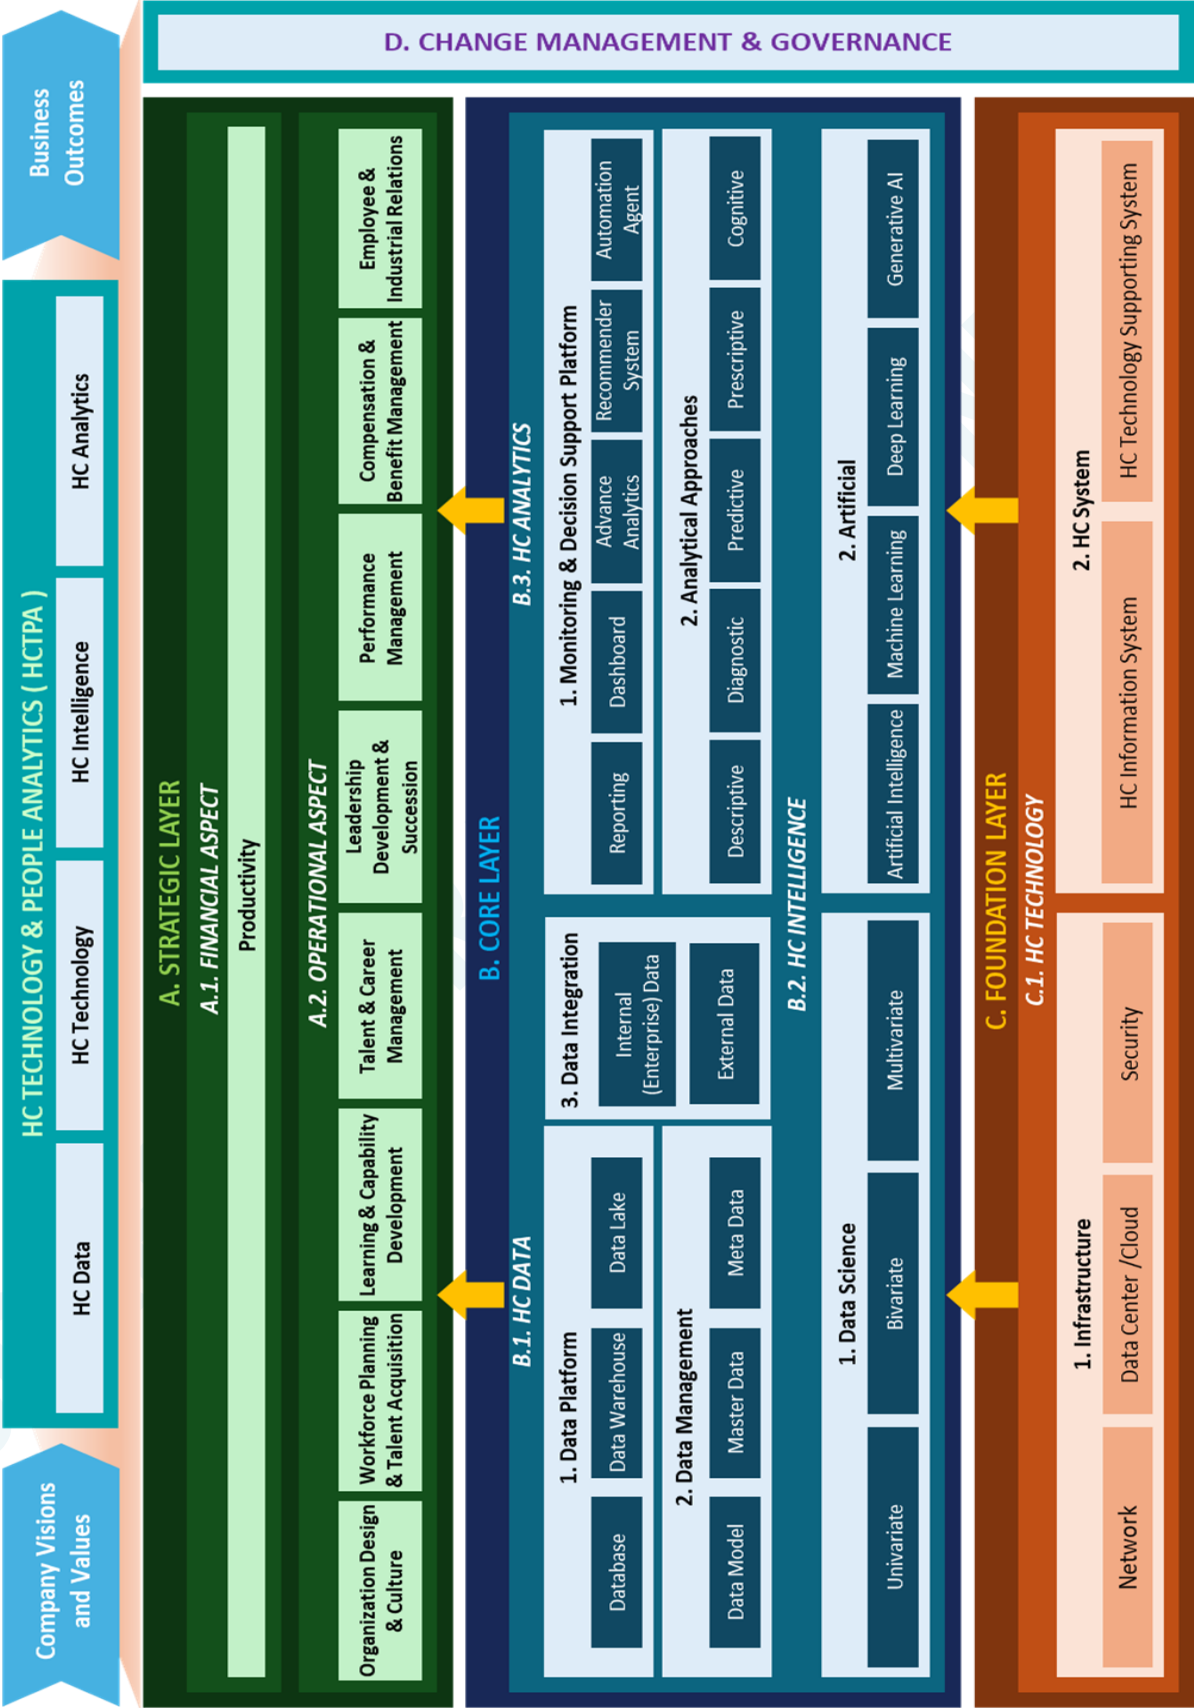 Company Visions
and Values
HC TECHNOLOGY & PEOPLE ANALYTICS ( HCTPA )
HC Data
HC Technology
HC Intelligence
HC Analytics
Business
Outcomes
A. STRATEGIC LAYER
A.1. FINANCIAL ASPECT
Productivity
A.2. OPERATIONAL ASPECT
Organization Design
& Culture
Workforce Planning
& Talent Acquisition
Learning & Capability
Development
Talent & Career
Management
Leadership
Development &
Succession
Performance
Management
Compensation &
Benefit Management
Employee &
Industrial Relations
B. CORE LAYER
B.1. HC DATA
1. Data Platform
Database
Data Warehouse
Data Lake
2. Data Management
Data Model
Master Data
Meta Data
3. Data Integration
Internal
(Enterprise) Data
External Data
B.3. HC ANALYTICS
1. Monitoring & Decision Support Platform
Reporting
Dashboard
Advance
Analytics
Recommender
System
Automation
Agent
2. Analytical Approaches
Descriptive
Diagnostic
Predictive
Prescriptive
Cognitive
B.2. HC INTELLIGENCE
1. Data Science
Univariate
Bivariate
Multivariate
2. Artificial
Artificial Intelligence
Machine Learning
Deep Learning
Generative AI
C. FOUNDATION LAYER
C.1. HC TECHNOLOGY
1. Infrastructure
Network
Data Center /Cloud
Security
2. HC System
HC Information System
HC Technology Supporting System
D. CHANGE MANAGEMENT & GOVERNANCE